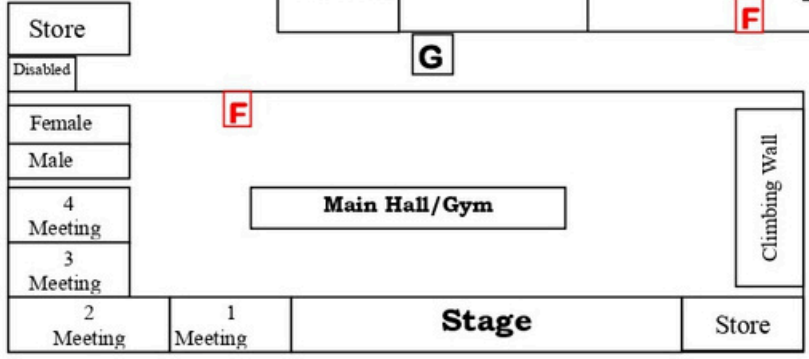 Store
F
G
Disabled
F
Female
Male
4
Meeting
Main Hall/Gym
Climbing Wall
3
Meeting
2
Meeting
1
Meeting
Stage
Store